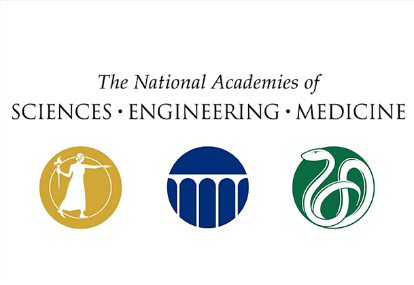 The National Academies of
SCIENCES · ENGINEERING · MEDICINE